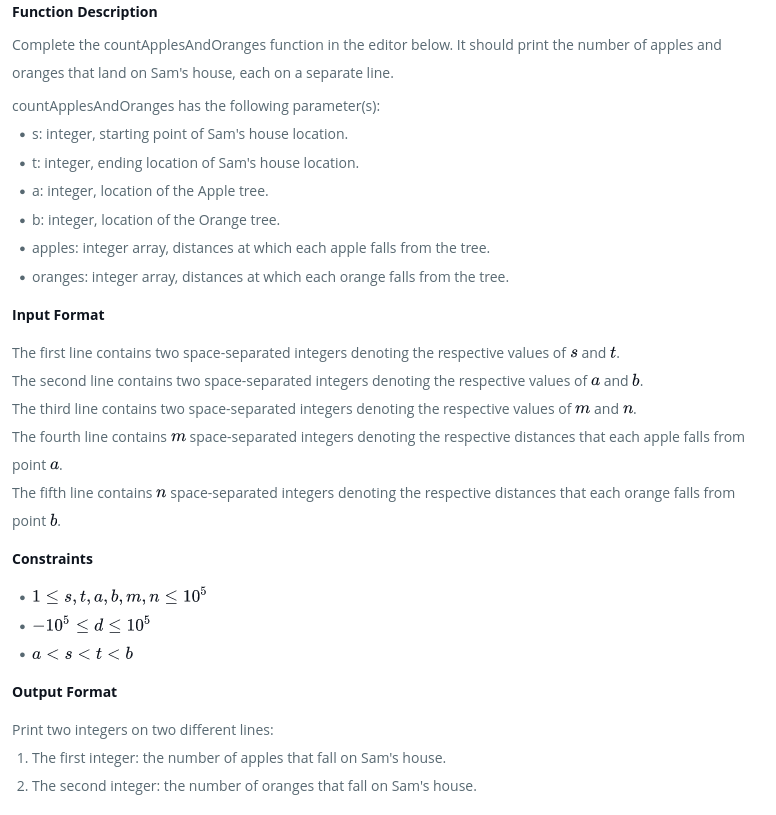 Function Description
Complete the countApplesAndOranges function in the editor below. It should print the number of apples and
oranges that land on Sam's house, each on a separate line.
countApplesAndOranges has the following parameter(s):
• s: integer, starting point of Sam's house location.
• t: integer, ending location of Sam's house location.
• a: integer, location of the Apple tree.
• b: integer, location of the Orange tree.
• apples: integer array, distances at which each apple falls from the tree.
• oranges: integer array, distances at which each orange falls from the tree.
Input Format
The first line contains two space-separated integers denoting the respective values of s and t.
The second line contains two space-separated integers denoting the respective values of a and b.
The third line contains two space-separated integers denoting the respective values of m and n.
The fourth line contains m space-separated integers denoting the respective distances that each apple falls from
point a.
The fifth line contains n space-separated integers denoting the respective distances that each orange falls from
point b.
Constraints
• 1 ≤ s, t, a, b, m, n ≤ 10⁵
• −10⁵ ≤ d ≤ 10⁵
• a < s < t < b
Output Format
Print two integers on two different lines:
1. The first integer: the number of apples that fall on Sam's house.
2. The second integer: the number of oranges that fall on Sam's house.